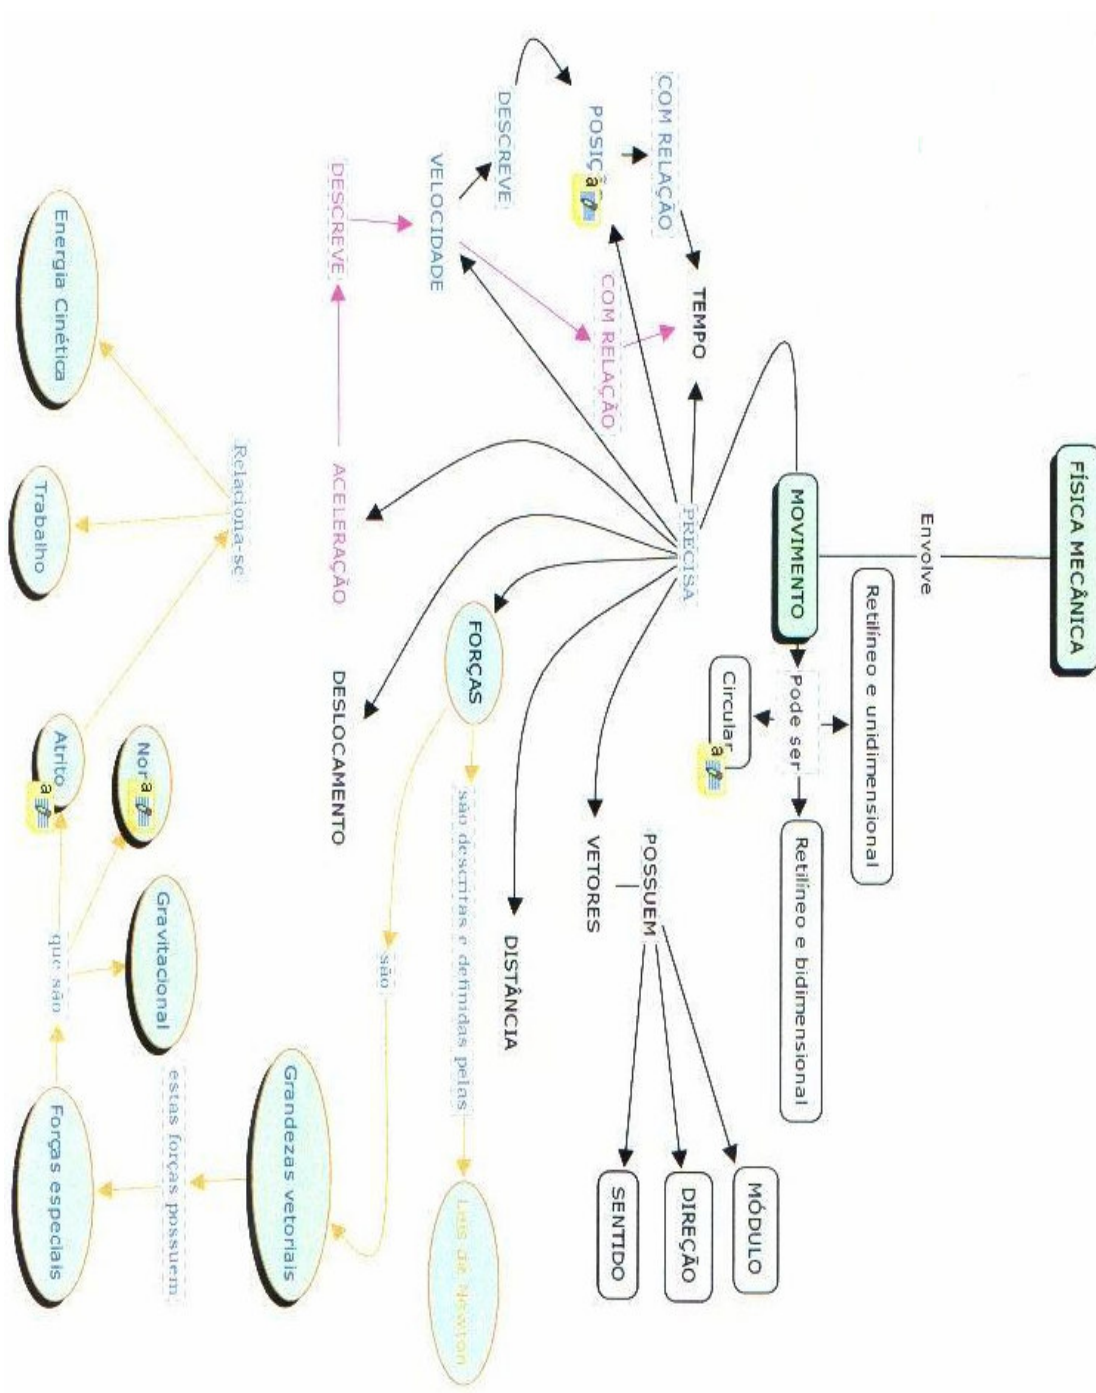 FÍSICA MECÂNICA
Envolve
MOVIMENTO
Pode ser
Retilíneo e unidimensional
Retilíneo e bidimensional
Circular
a
PRECISA
TEMPO
COM RELAÇÃO
POSIÇ
a
DESCREVE
VELOCIDADE
COM RELAÇÃO
DESCREVE
ACELERAÇÃO
DESLOCAMENTO
FORÇAS
DISTÂNCIA
VETORES
POSSUEM
MÓDULO
DIREÇÃO
SENTIDO
são descritas e definidas pelas
Leis de Newton
são
Grandezas vetoriais
estas forças possuem
Forças especiais
que são
Gravitacional
Nor
a
Atrito
a
Relaciona-se
Trabalho
Energia Cinética